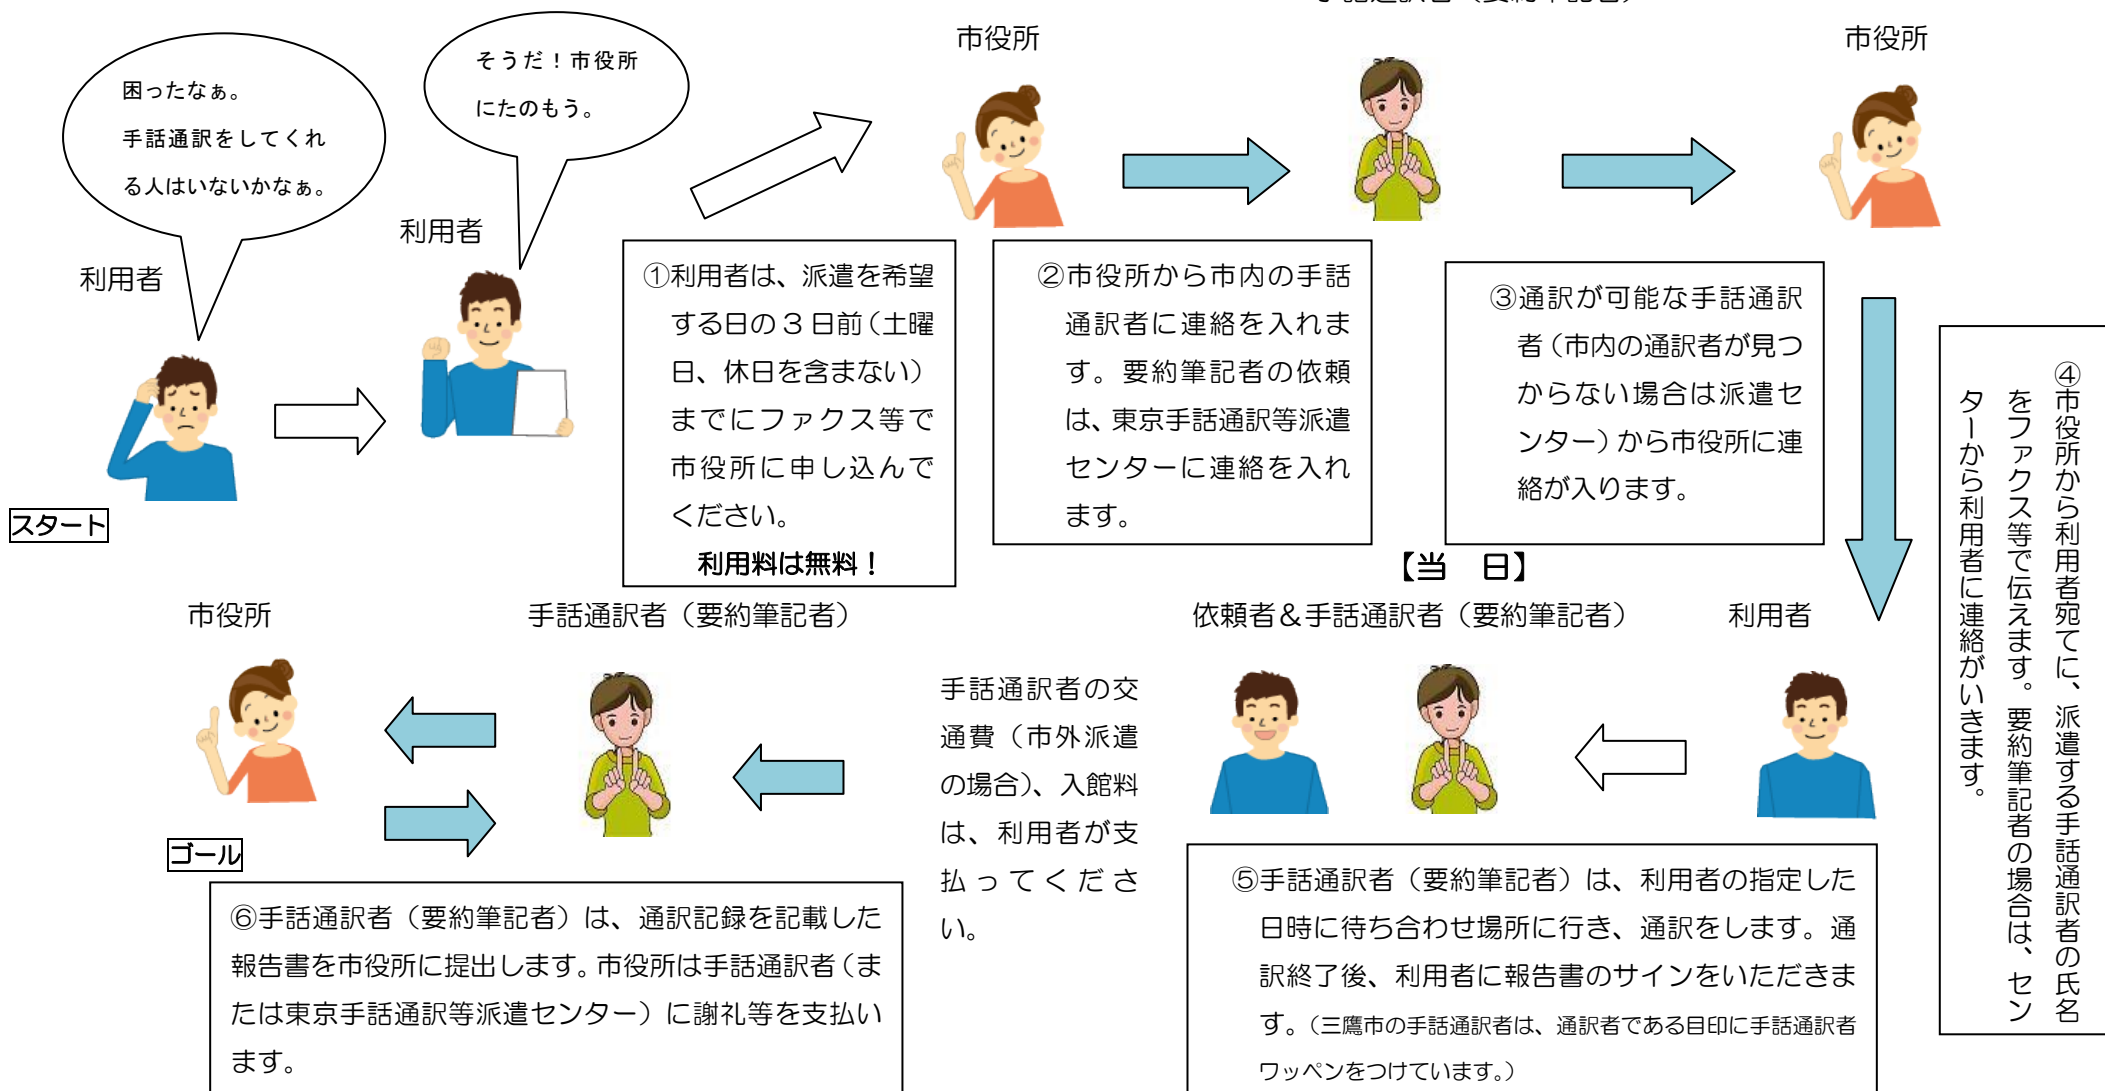 手話通訳者（要約筆記者）
困ったなぁ。
手話通訳をしてくれ
る人はいないかなぁ。
利用者
スタート
そうだ！市役所
にたのもう。
利用者
①利用者は、派遣を希望
する日の３日前（土曜
日、休日を含まない）
までにファクス等で
市役所に申し込んで
ください。
利用料は無料！
市役所
②市役所から市内の手話
通訳者に連絡を入れま
す。要約筆記者の依頼
は、東京手話通訳等派遣
センターに連絡を入れ
ます。
市役所
③通訳が可能な手話通訳
者（市内の通訳者が見つ
からない場合は派遣セ
ンター）から市役所に連
絡が入ります。
④市役所から利用者宛てに、派遣する手話通訳者の氏名
をファクス等で伝えます。要約筆記者の場合は、セン
ターから利用者に連絡がいきます。
【当　日】
利用者
依頼者＆手話通訳者（要約筆記者）
⑤手話通訳者（要約筆記者）は、利用者の指定した
日時に待ち合わせ場所に行き、通訳をします。通
訳終了後、利用者に報告書のサインをいただきま
す。（三鷹市の手話通訳者は、通訳者である目印に手話通訳者
ワッペンをつけています。）
手話通訳者の交
通費（市外派遣
の場合）、入館料
は、利用者が支
払ってくださ
い。
手話通訳者（要約筆記者）
市役所
ゴール
⑥手話通訳者（要約筆記者）は、通訳記録を記載した
報告書を市役所に提出します。市役所は手話通訳者（ま
たは東京手話通訳等派遣センター）に謝礼等を支払い
ます。